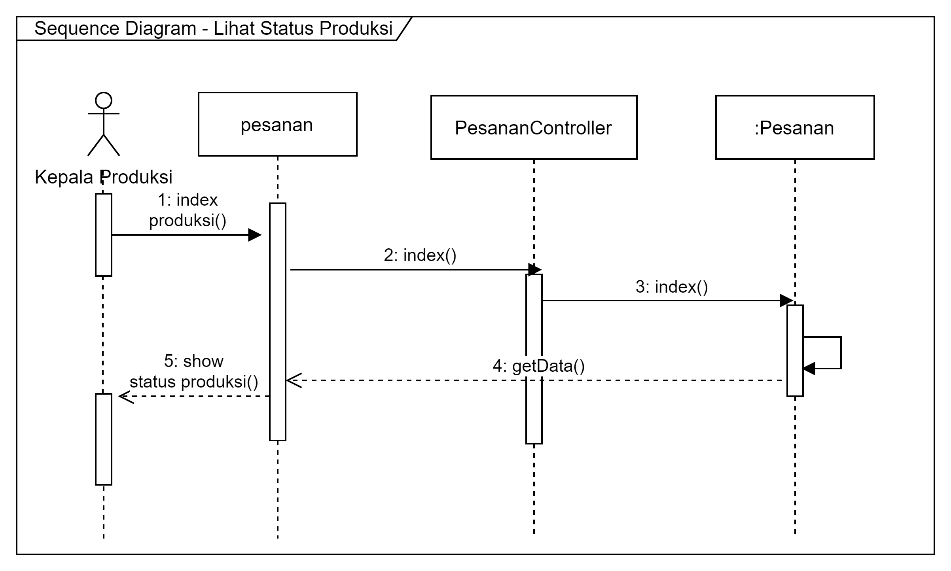 Sequence Diagram - Lihat Status Produksi
pesanan
PesananController
:Pesanan
Kepala Produksi
1: index
produksi()
2: index()
3: index()
4: getData()
5: show
status produksi()